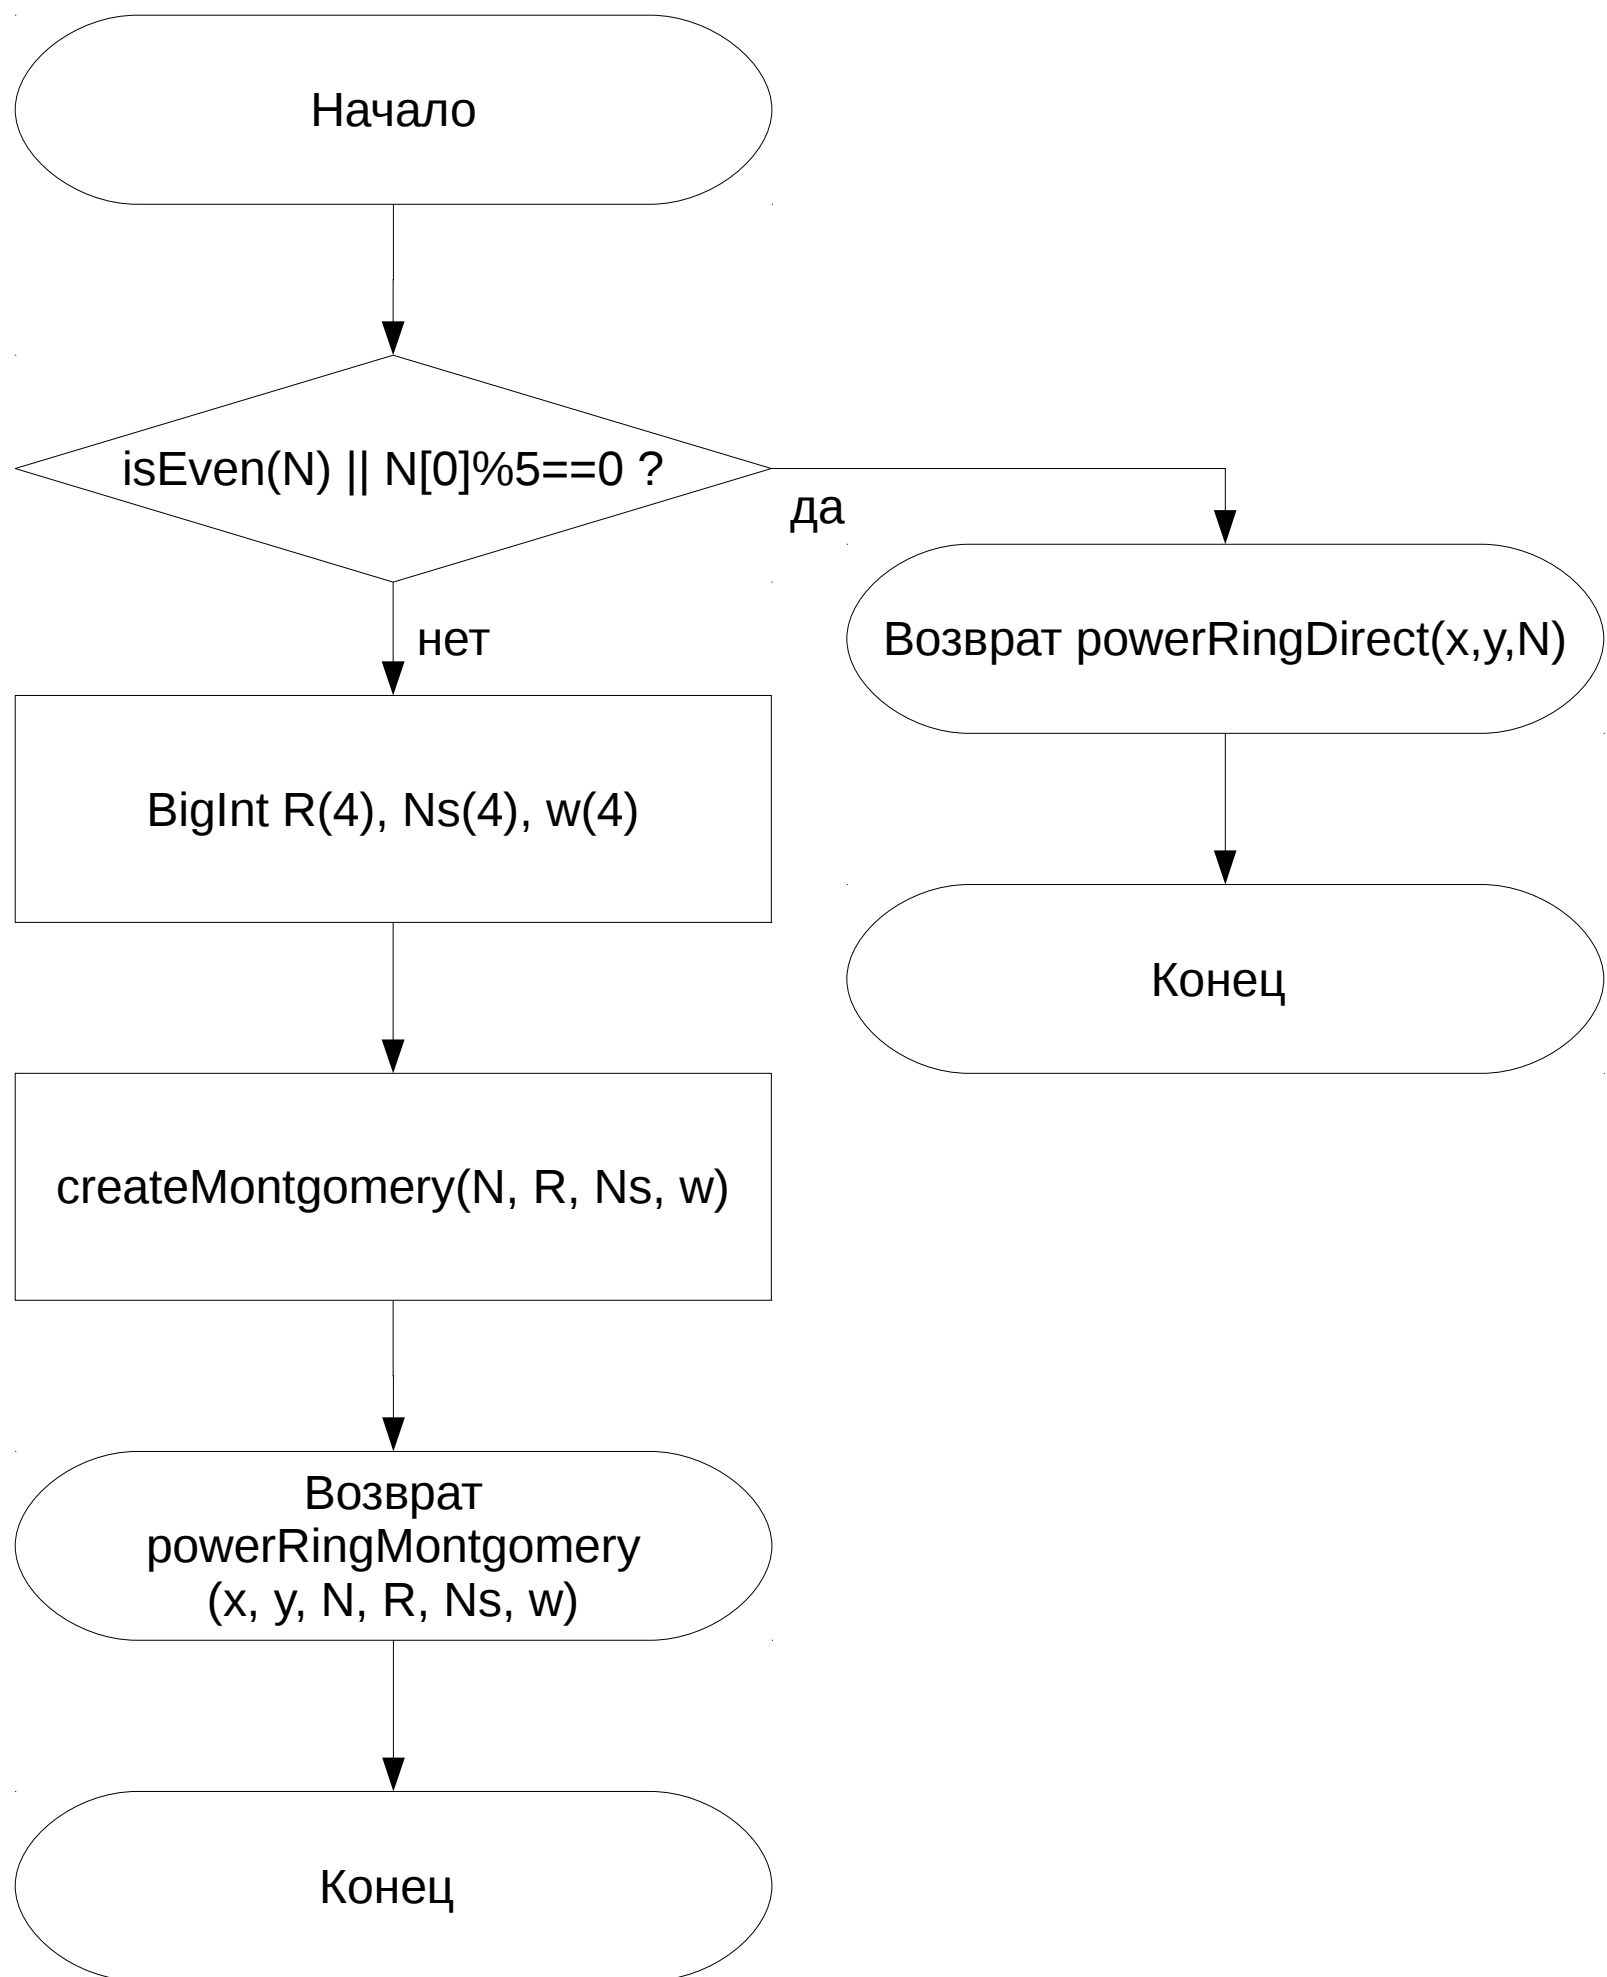 Начало
isEven(N) || N[0]%5==0 ?
да
нет
Возврат powerRingDirect(x,y,N)
BigInt R(4), Ns(4), w(4)
Конец
createMontgomery(N, R, Ns, w)
Возврат
powerRingMontgomery
(x, y, N, R, Ns, w)
Конец